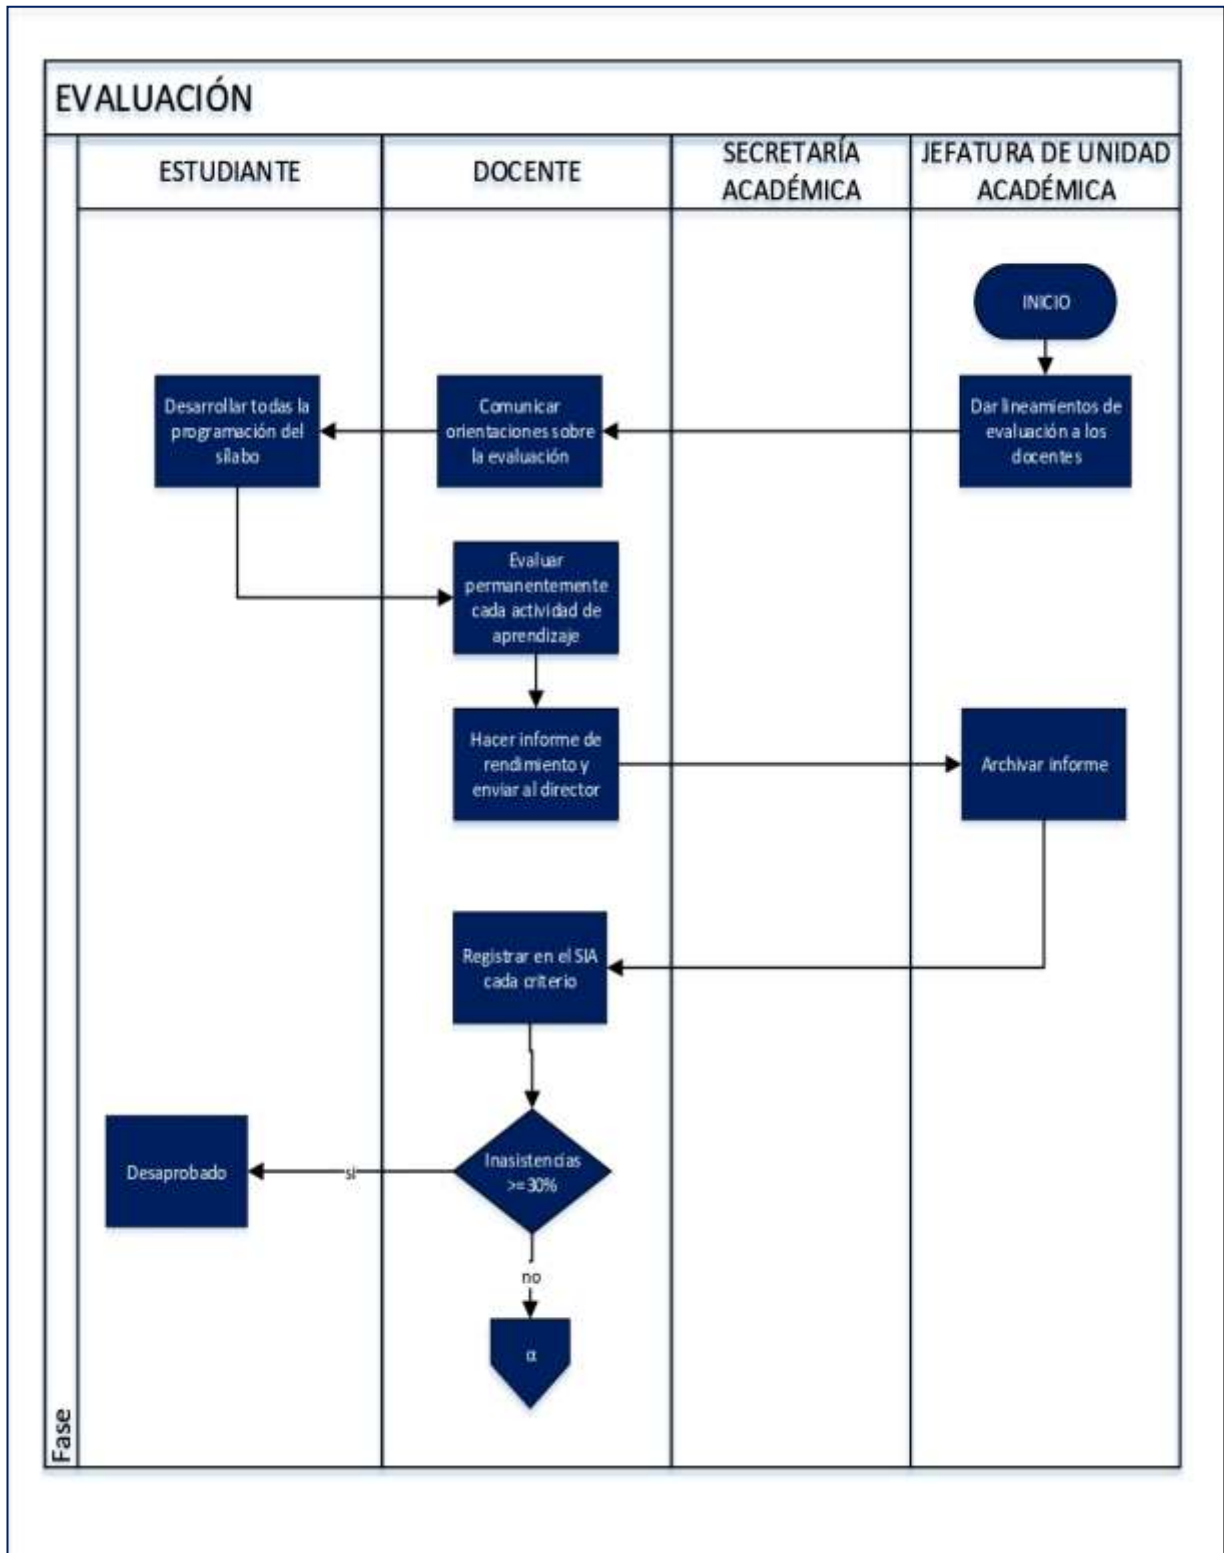 EVALUACIÓN
ESTUDIANTE
DOCENTE
SECRETARÍA
ACADÉMICA
JEFATURA DE UNIDAD
ACADÉMICA
INICIO
Desarrollar todas la
programación del
sílabo
Comunicar
orientaciones sobre
la evaluación
Dar lineamientos de
evaluación a los
docentes
Evaluar
permanentemente
cada actividad de
aprendizaje
Hacer informe de
rendimiento y
enviar al director
Archivar informe
Registrar en el SIA
cada criterio
Desaprobado
si
Inasistencias
>= 30%
no
α
Fase